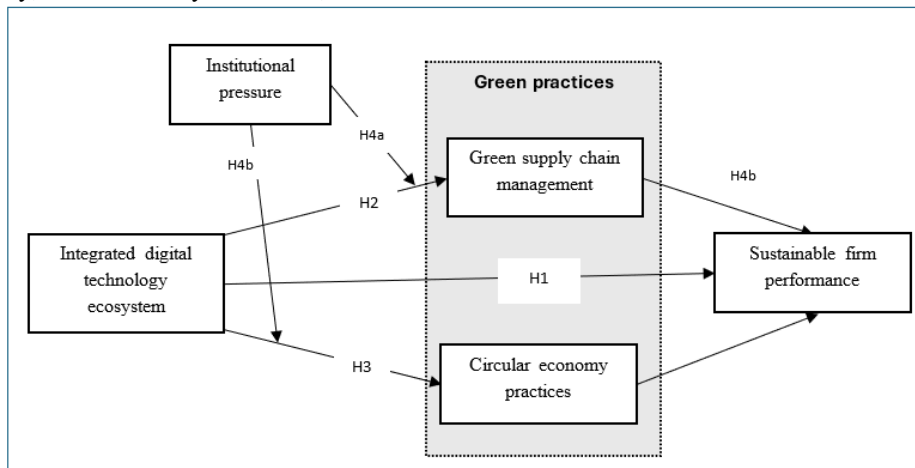 Institutional
pressure
Green practices
H4a
H4b
Green supply chain
management
H4b
H2
Integrated digital
technology
ecosystem
H1
Sustainable firm
performance
H3
Circular economy
practices